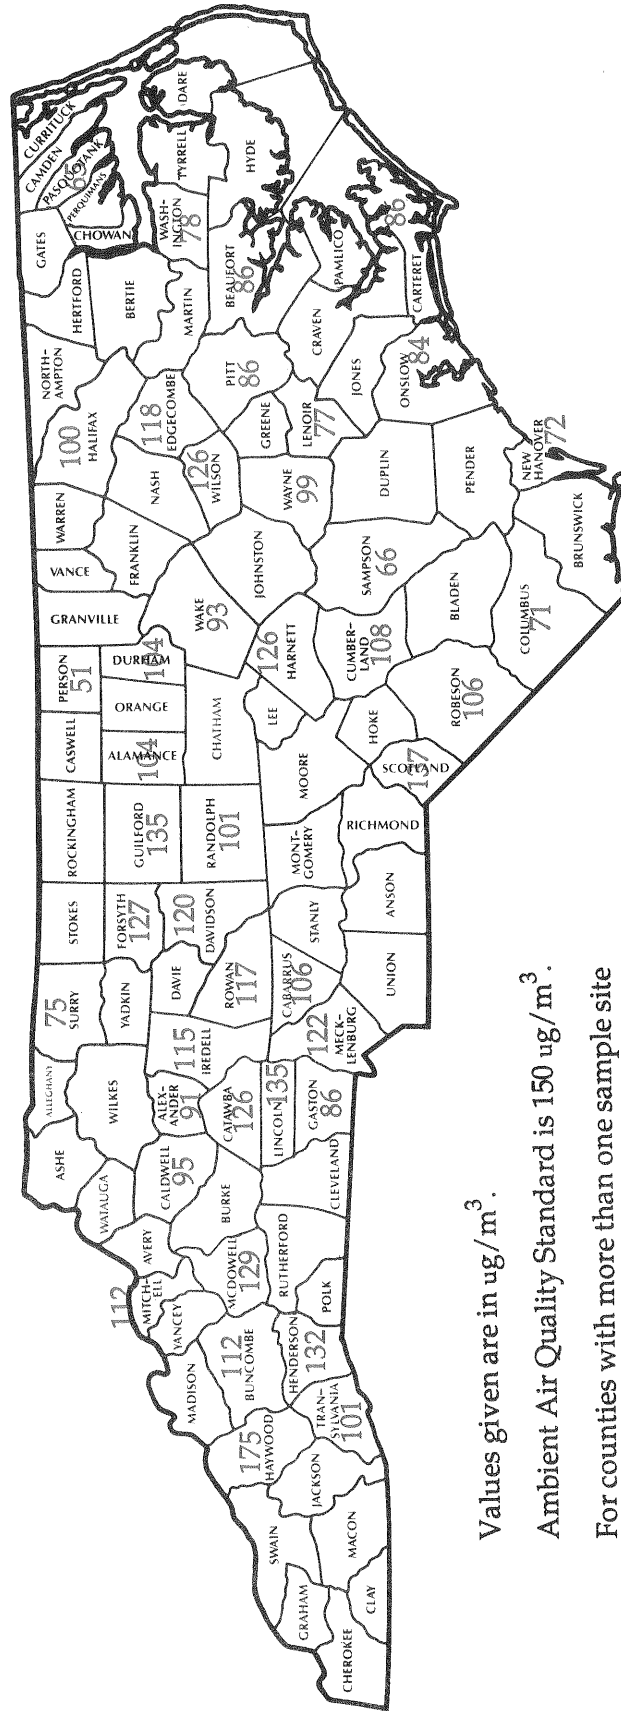 CHEROKEE
GRAHAM
CLAY
SWAIN
MACON
175
HAYWOOD
JACKSON
MADISON
112
BUNCOMBE
HENDERSON
132
TRAN-
SYLVANIA
101
112
MITCH-
ELL
YANCEY
AVERY
MCDOWELL
129
RUTHERFORD
POLK
ASHE
WATAUGA
CALDWELL
95
BURKE
CLEVELAND
ALLEGHANY
WILKES
ALEX-
ANDER
91
CATAWBA
126
LINCOLN
135
GASTON
86
75
SURRY
YADKIN
DAVIE
115
IREDELL
ROWAN
117
CABARRUS
106
122
MECK-
LENBURG
STOKES
FORSYTH
127
120
DAVIDSON
STANLY
UNION
ANSON
ROCKINGHAM
GUILFORD
135
RANDOLPH
101
MONT-
GOMERY
RICHMOND
CASWELL
ALAMANCE
104
ORANGE
CHATHAM
MOORE
LEE
HOKE
SCOTLAND
137
PERSON
51
DURHAM
104
GRANVILLE
WAKE
93
126
HARNETT
CUMBER-
LAND
108
ROBESON
106
VANCE
WARREN
FRANKLIN
JOHNSTON
SAMPSON
66
BLADEN
COLUMBUS
71
BRUNSWICK
NORTH-
AMPTON
100
HALIFAX
NASH
118
EDGECOMBE
126
WILSON
WAYNE
99
DUPLIN
PENDER
NEW
HANOVER
72
HERTFORD
BERTIE
MARTIN
PITT
86
GREENE
LENOIR
77
JONES
ONSLOW
84
GATES
CHOWAN
PERQUIMANS
PASQUOTANK
65
CAMDEN
CURRITUCK
WASH-
INGTON
78
TYRRELL
DARE
BEAUFORT
86
HYDE
CRAVEN
PAMLICO
CARTERET
86
Values given are in ug/m³.
Ambient Air Quality Standard is 150 ug/m³.
For counties with more than one sample site